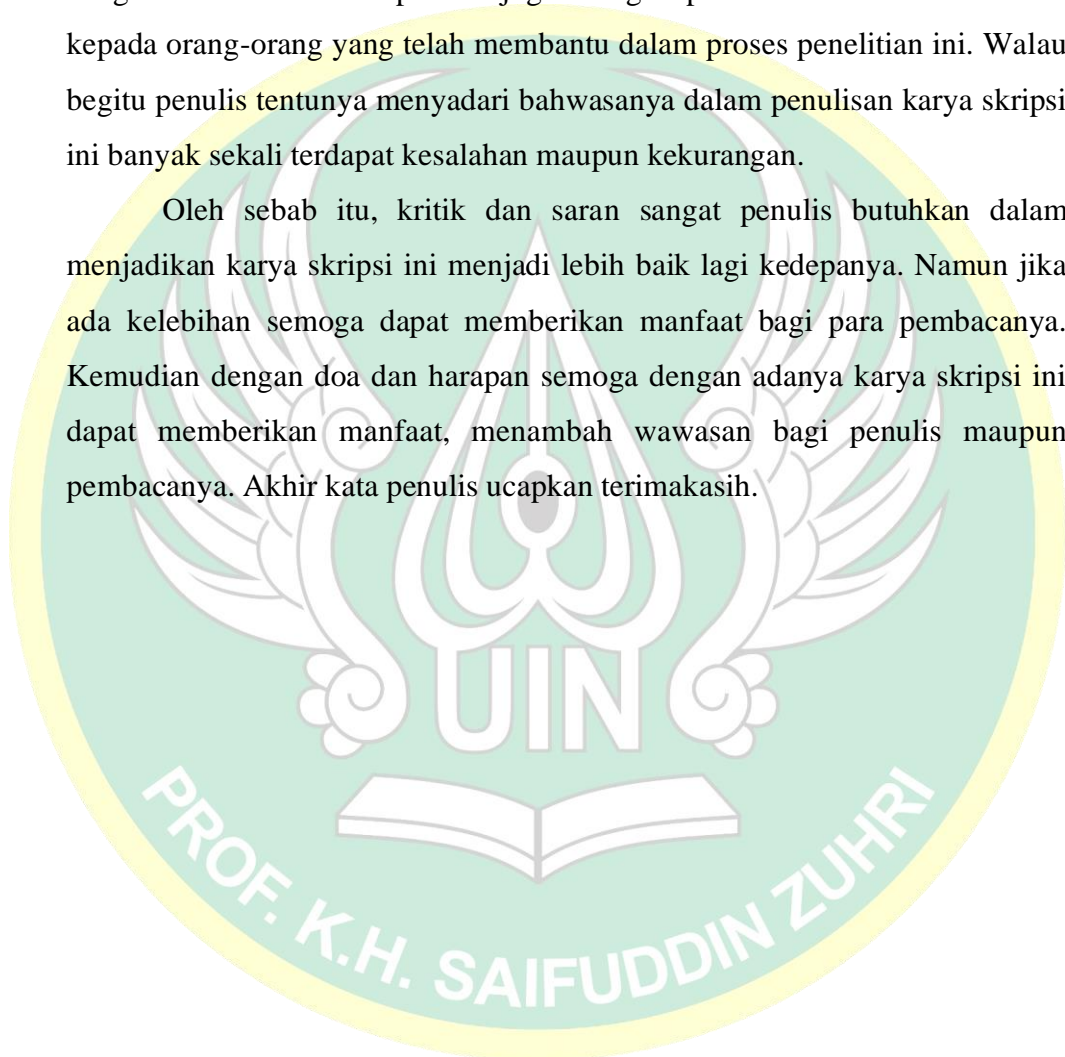 kepada orang-orang yang telah membantu dalam proses penelitian ini. Walau
begitu penulis tentunya menyadari bahwasanya dalam penulisan karya skripsi
ini banyak sekali terdapat kesalahan maupun kekurangan.
Oleh sebab itu, kritik dan saran sangat penulis butuhkan dalam
menjadikan karya skripsi ini menjadi lebih baik lagi kedepanya. Namun jika
ada kelebihan semoga dapat memberikan manfaat bagi para pembacanya.
Kemudian dengan doa dan harapan semoga dengan adanya karya skripsi ini
dapat memberikan manfaat, menambah wawasan bagi penulis maupun
pembacanya. Akhir kata penulis ucapkan terimakasih.
UIN
PROF. K.H. SAIFUDDIN ZUHRI